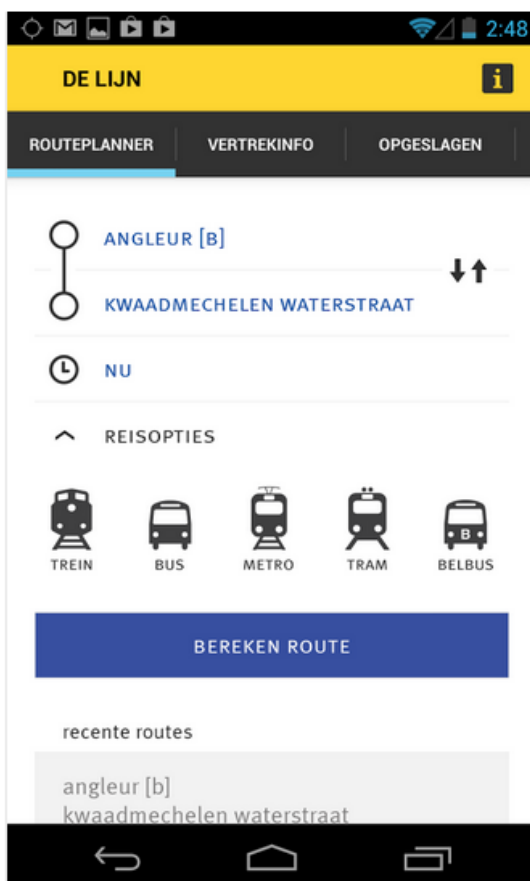 2:48
DE LIJN
i
ROUTEPLANNER VERTREKINFO OPGESLAGEN
ANGLEUR [B]
KWAADMECHELEN WATERSTRAAT
NU
REISOPTIES
B
TREIN BUS METRO TRAM BELBUS
BEREKEN ROUTE
recente routes
angleur [b]
kwaadmechelen waterstraat